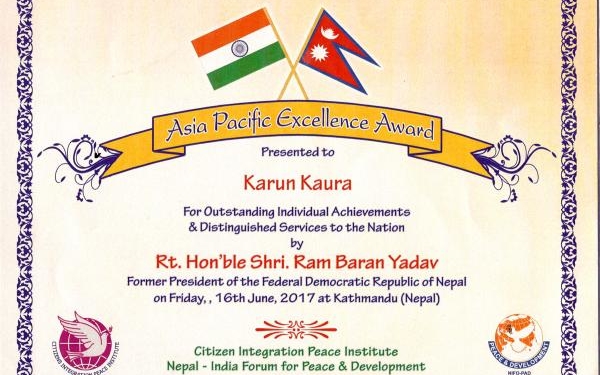 Asia Pacific Excellence Award
Presented to
Karun Kaura
For Outstanding Individual Achievements
& Distinguished Services to the Nation
by
Rt. Hon'ble Shri. Ram Baran Yadav
Former President of the Federal Democratic Republic of Nepal
on Friday, , 16th June, 2017 at Kathmandu (Nepal)
Citizen Integration Peace Institute
Nepal - India Forum for Peace & Development
CITIZENS INTEGRATION PEACE INSTITUTE
PEACE & DEVELOPMENT
NIFD-PAD